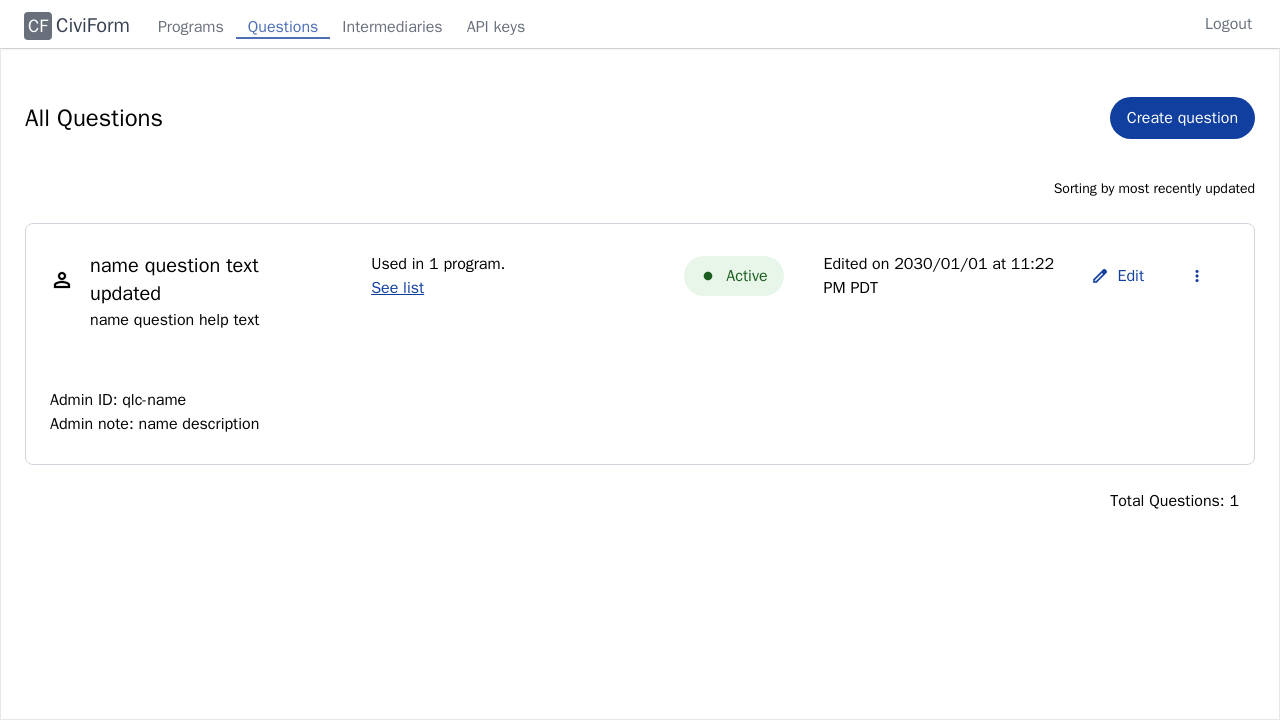 CF CiviForm Programs Questions Intermediaries API keys Logout
All Questions
Create question
Sorting by most recently updated
name question text
updated
name question help text
Used in 1 program.
See list
Active
Edited on 2030/01/01 at 11:22
PM PDT
Edit
Admin ID: qlc-name
Admin note: name description
Total Questions: 1